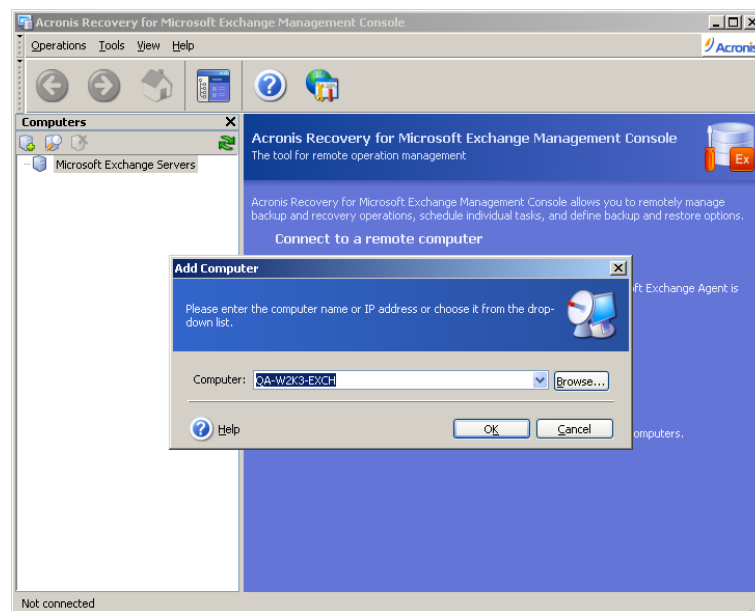 Acronis Recovery for Microsoft Exchange Management Console
Operations Tools View Help
Acronis
Computers
Microsoft Exchange Servers
Acronis Recovery for Microsoft Exchange Management Console
The tool for remote operation management
Ex
Acronis Recovery for Microsoft Exchange Management Console allows you to remotely manage
backup and recovery operations, schedule individual tasks, and define backup and restore options.
Connect to a remote computer
ft Exchange Agent is
Add Computer
Please enter the computer name or IP address or choose it from the drop-
down list.
Computer: QA-W2K3-EXCH Browse...
Help OK Cancel
omputers.
Not connected